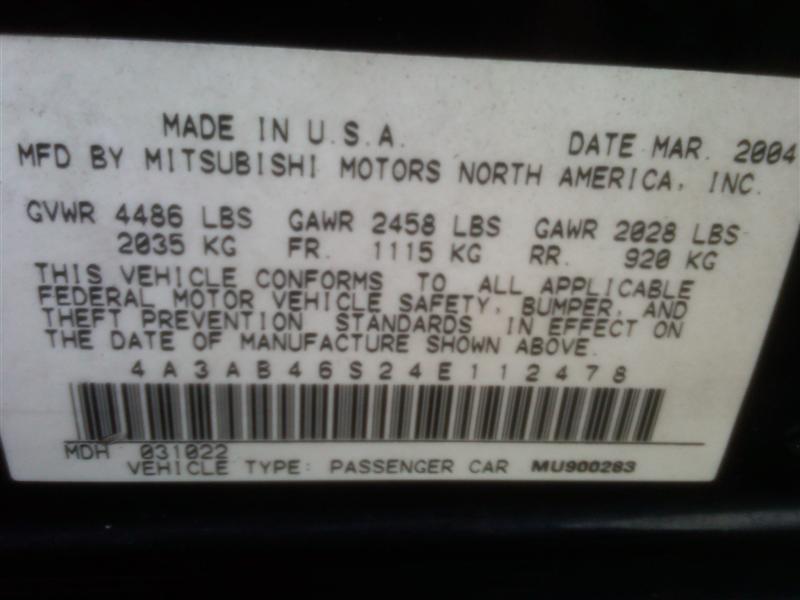 MADE IN U.S.A. DATE MAR. 2004
MFD BY MITSUBISHI MOTORS NORTH AMERICA, INC.
GVWR 4486 LBS GAWR 2458 LBS GAWR 2028 LBS
2035 KG FR. 1115 KG RR. 920 KG
THIS VEHICLE CONFORMS TO ALL APPLICABLE
FEDERAL MOTOR VEHICLE SAFETY, BUMPER, AND
THEFT PREVENTION STANDARDS IN EFFECT ON
THE DATE OF MANUFACTURE SHOWN ABOVE.
4A3AB46S24E112478
MDH 031022
VEHICLE TYPE: PASSENGER CAR MU900283